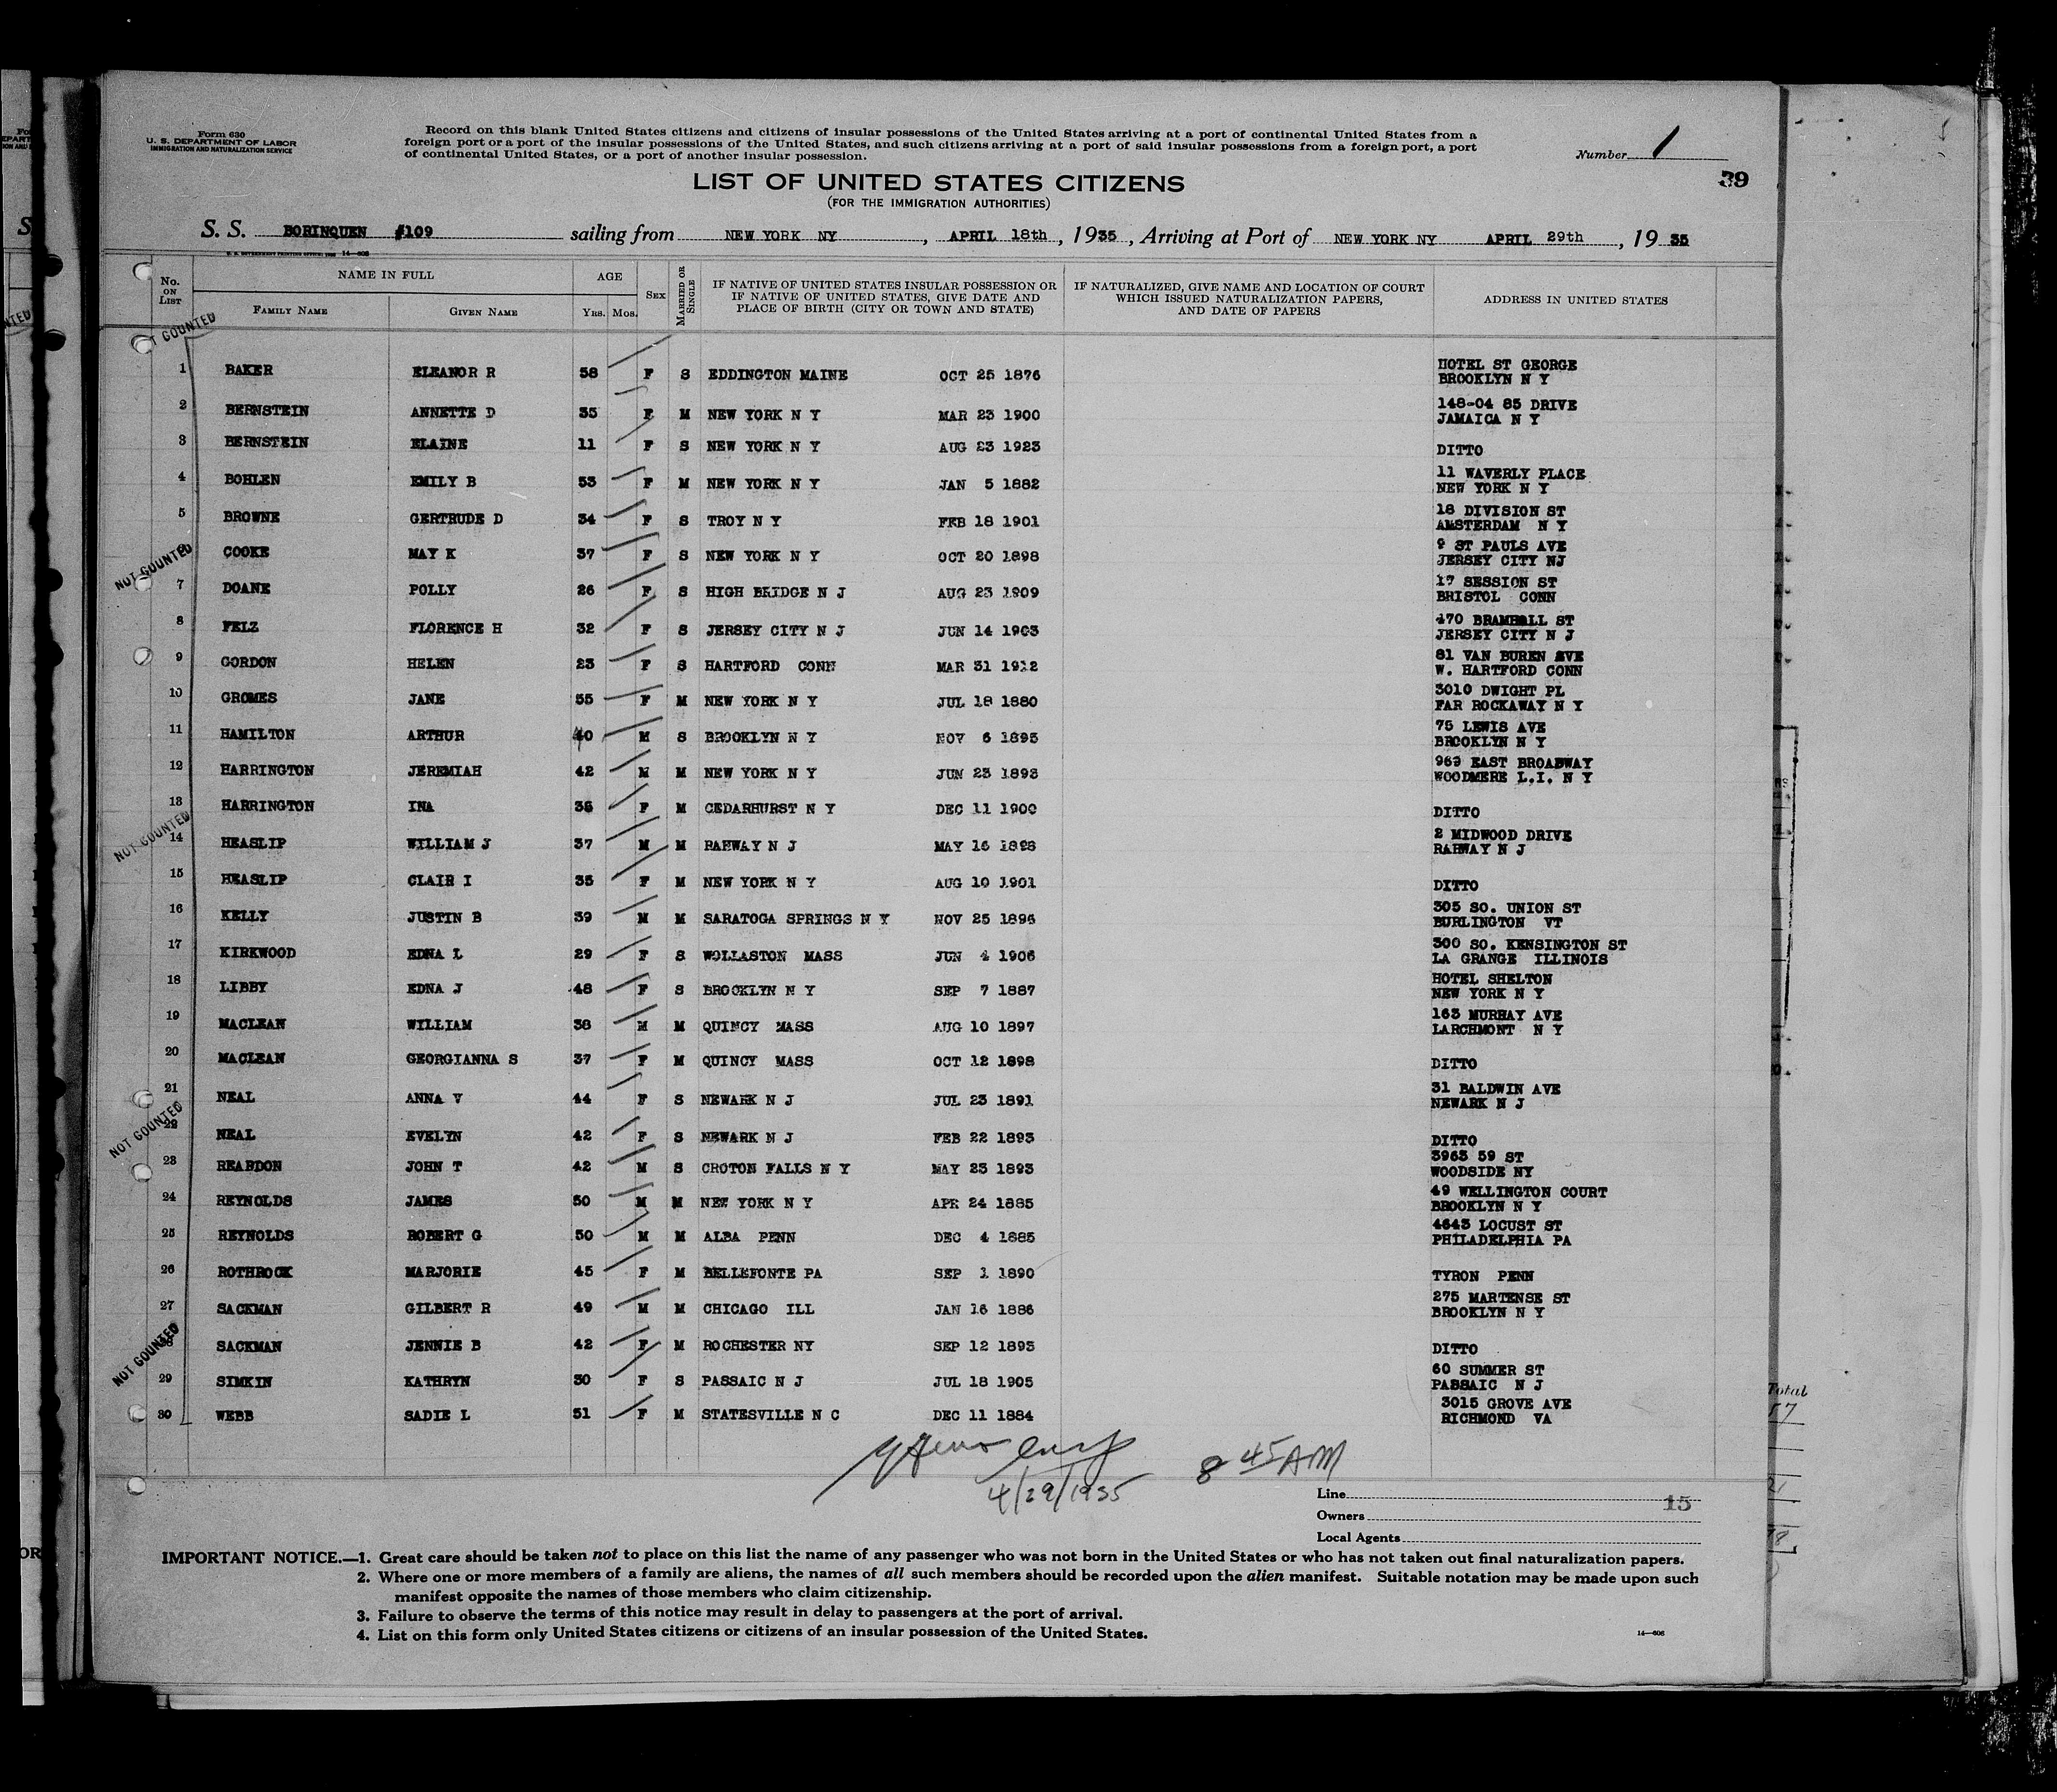 Form 630
U. S. DEPARTMENT OF LABOR
IMMIGRATION AND NATURALIZATION SERVICE
Record on this blank United States citizens and citizens of insular possessions of the United States arriving at a port of continental United States from a
foreign port or a port of the insular possessions of the United States, and such citizens arriving at a port of said insular possessions from a foreign port, a port
of continental United States, or a port of another insular possession.
Number 1
39
LIST OF UNITED STATES CITIZENS
(FOR THE IMMIGRATION AUTHORITIES)
S. S. BORINQUEN #109 sailing from NEW YORK NY, APRIL 18th, 1935, Arriving at Port of NEW YORK NY APRIL 29th, 19 35
No. ON LIST
NAME IN FULL
FAMILY NAME
GIVEN NAME
AGE
YRS. MOS.
SEX
MARRIED OR SINGLE
IF NATIVE OF UNITED STATES INSULAR POSSESSION OR
IF NATIVE OF UNITED STATES, GIVE DATE AND
PLACE OF BIRTH (CITY OR TOWN AND STATE)
IF NATURALIZED, GIVE NAME AND LOCATION OF COURT
WHICH ISSUED NATURALIZATION PAPERS,
AND DATE OF PAPERS
ADDRESS IN UNITED STATES
1 BAKER ELEANOR R 58 F S EDDINGTON MAINE OCT 25 1876 HOTEL ST GEORGE
BROOKLYN N Y
2 BERNSTEIN ANNETTE D 35 F M NEW YORK N Y MAR 23 1900 148-04 85 DRIVE
JAMAICA N Y
3 BERNSTEIN ELAINE 11 F S NEW YORK N Y AUG 23 1923 DITTO
4 BOHLEN EMILY B 53 F M NEW YORK N Y JAN 5 1882 11 WAVERLY PLACE
NEW YORK N Y
5 BROWNE GERTRUDE D 34 F S TROY N Y FEB 18 1901 18 DIVISION ST
AMSTERDAM N Y
COOKE MAY K 37 F S NEW YORK N Y OCT 20 1898 9 ST PAULS AVE
JERSEY CITY NJ
7 DOANE POLLY 26 F S HIGH BRIDGE N J AUG 23 1909 17 SESSION ST
BRISTOL CONN
8 FELZ FLORENCE H 32 F S JERSEY CITY N J JUN 14 1903 470 BRAMHALL ST
JERSEY CITY N J
9 GORDON HELEN 23 F S HARTFORD CONN MAR 31 1912 81 VAN BUREN AVE
W. HARTFORD CONN
10 GROMES JANE 55 F M NEW YORK N Y JUL 18 1880 3010 DWIGHT PL
FAR ROCKAWAY N Y
11 HAMILTON ARTHUR 40 M S BROOKLYN N Y NOV 6 1895 75 LEWIS AVE
BROOKLYN N Y
12 HARRINGTON JEREMIAH 42 M M NEW YORK N Y JUN 23 1893 969 EAST BROADWAY
WOODMERE L.I. N Y
13 HARRINGTON INA 36 F M CEDARHURST N Y DEC 11 1900 DITTO
14 HEASLIP WILLIAM J 37 M M RAHWAY N J MAY 16 1898 2 MIDWOOD DRIVE
RAHWAY N J
15 HEASLIP CLAIR I 35 F M NEW YORK N Y AUG 10 1901 DITTO
16 KELLY JUSTIN B 39 M M SARATOGA SPRINGS N Y NOV 25 1896 305 SO. UNION ST
BURLINGTON VT
17 KIRKWOOD EDNA L 29 F S WOLLASTON MASS JUN 4 1906 300 SO. KENSINGTON ST
LA GRANGE ILLINOIS
18 LIBBY EDNA J 48 F S BROOKLYN N Y SEP 7 1887 HOTEL SHELTON
NEW YORK N Y
19 MACLEAN WILLIAM 38 M M QUINCY MASS AUG 10 1897 163 MURRAY AVE
LARCHMONT N Y
20 MACLEAN GEORGIANNA S 37 F M QUINCY MASS OCT 12 1898 DITTO
21 NEAL ANNA V 44 F S NEWARK N J JUL 23 1891 31 BALDWIN AVE
NEWARK N J
22 NEAL EVELYN 42 F S NEWARK N J FEB 22 1893 DITTO
23 REARDON JOHN T 42 M S CROTON FALLS N Y MAY 23 1893 3963 59 ST
WOODSIDE NY
24 REYNOLDS JAMES 50 M M NEW YORK N Y APR 24 1885 49 WELLINGTON COURT
BROOKLYN N Y
25 REYNOLDS ROBERT G 50 M M ALBA PENN DEC 4 1885 4643 LOCUST ST
PHILADELPHIA PA
26 ROTHROCK MARJORIE 45 F M BELLEFONTE PA SEP 1 1890 TYRON PENN
27 SACKMAN GILBERT R 49 M M CHICAGO ILL JAN 16 1886 275 MARTENSE ST
BROOKLYN N Y
SACKMAN JENNIE B 42 F M ROCHESTER NY SEP 12 1893 DITTO
29 SIMKIN KATHRYN 30 F S PASSAIC N J JUL 18 1905 60 SUMMER ST
PASSAIC N J
30 WEBB SADIE L 51 F M STATESVILLE N C DEC 11 1884 3015 GROVE AVE
RICHMOND VA
NOT COUNTED
NOT COUNTED
NOT COUNTED
NOT COUNTED
8 45 AM
4/29/1935
Line 15
Owners
Local Agents
IMPORTANT NOTICE.—1. Great care should be taken not to place on this list the name of any passenger who was not born in the United States or who has not taken out final naturalization papers.
2. Where one or more members of a family are aliens, the names of all such members should be recorded upon the alien manifest. Suitable notation may be made upon such
manifest opposite the names of those members who claim citizenship.
3. Failure to observe the terms of this notice may result in delay to passengers at the port of arrival.
4. List on this form only United States citizens or citizens of an insular possession of the United States.
14—606
Total